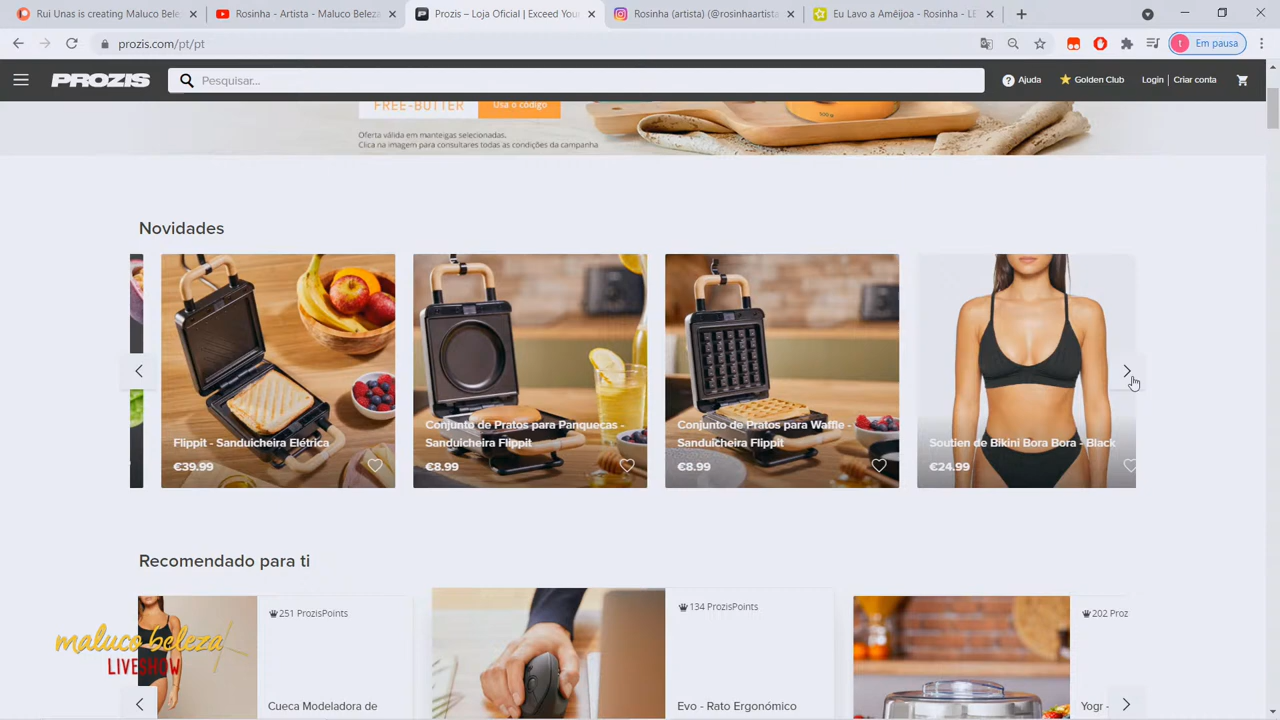 Rui Unas is creating Maluco Bele
Rosinha - Artista - Maluco Beleza
Prozis – Loja Oficial | Exceed You
Rosinha (artista) (@rosinhaartista
Eu Lavo a Amêijoa - Rosinha - LE
prozis.com/pt/pt
t
Em pausa
PROZIS
Pesquisar...
Ajuda
Golden Club
Login | Criar conta
FREE-BUTTER
Usa o código
Oferta válida em manteigas selecionadas.
Clica na imagem para consultares todas as condições da campanha.
Novidades
Flippit - Sanduicheira Elétrica
€39.99
Conjunto de Pratos para Panquecas -
Sanduicheira Flippit
€8.99
Conjunto de Pratos para Waffle -
Sanduicheira Flippit
€8.99
Soutien de Bikini Bora Bora - Black
€24.99
Recomendado para ti
251 ProzisPoints
Cueca Modeladora de
134 ProzisPoints
Evo - Rato Ergonómico
202 Proz
Yogr -
maluco beleza
LIVESHOW